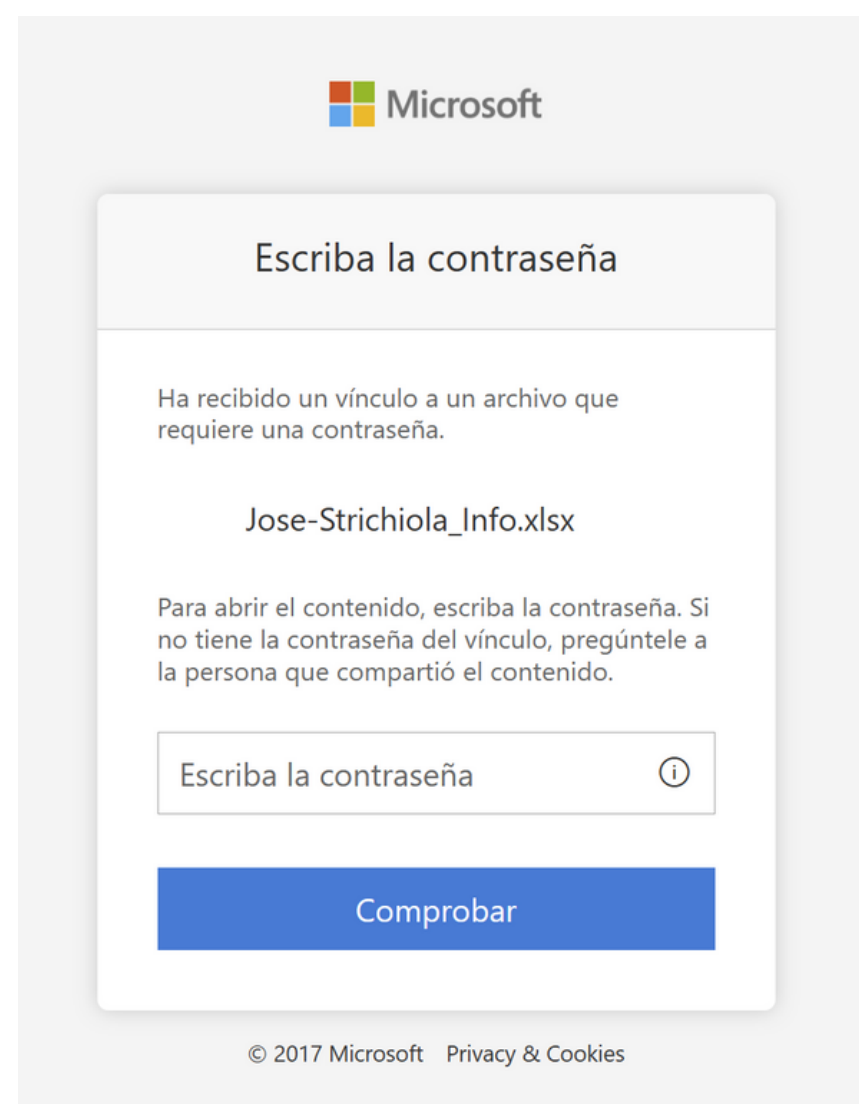 Microsoft
Escriba la contraseña
Ha recibido un vínculo a un archivo que
requiere una contraseña.
Jose-Strichiola_Info.xlsx
Para abrir el contenido, escriba la contraseña. Si
no tiene la contraseña del vínculo, pregúntele a
la persona que compartió el contenido.
Escriba la contraseña
Comprobar
© 2017 Microsoft Privacy & Cookies